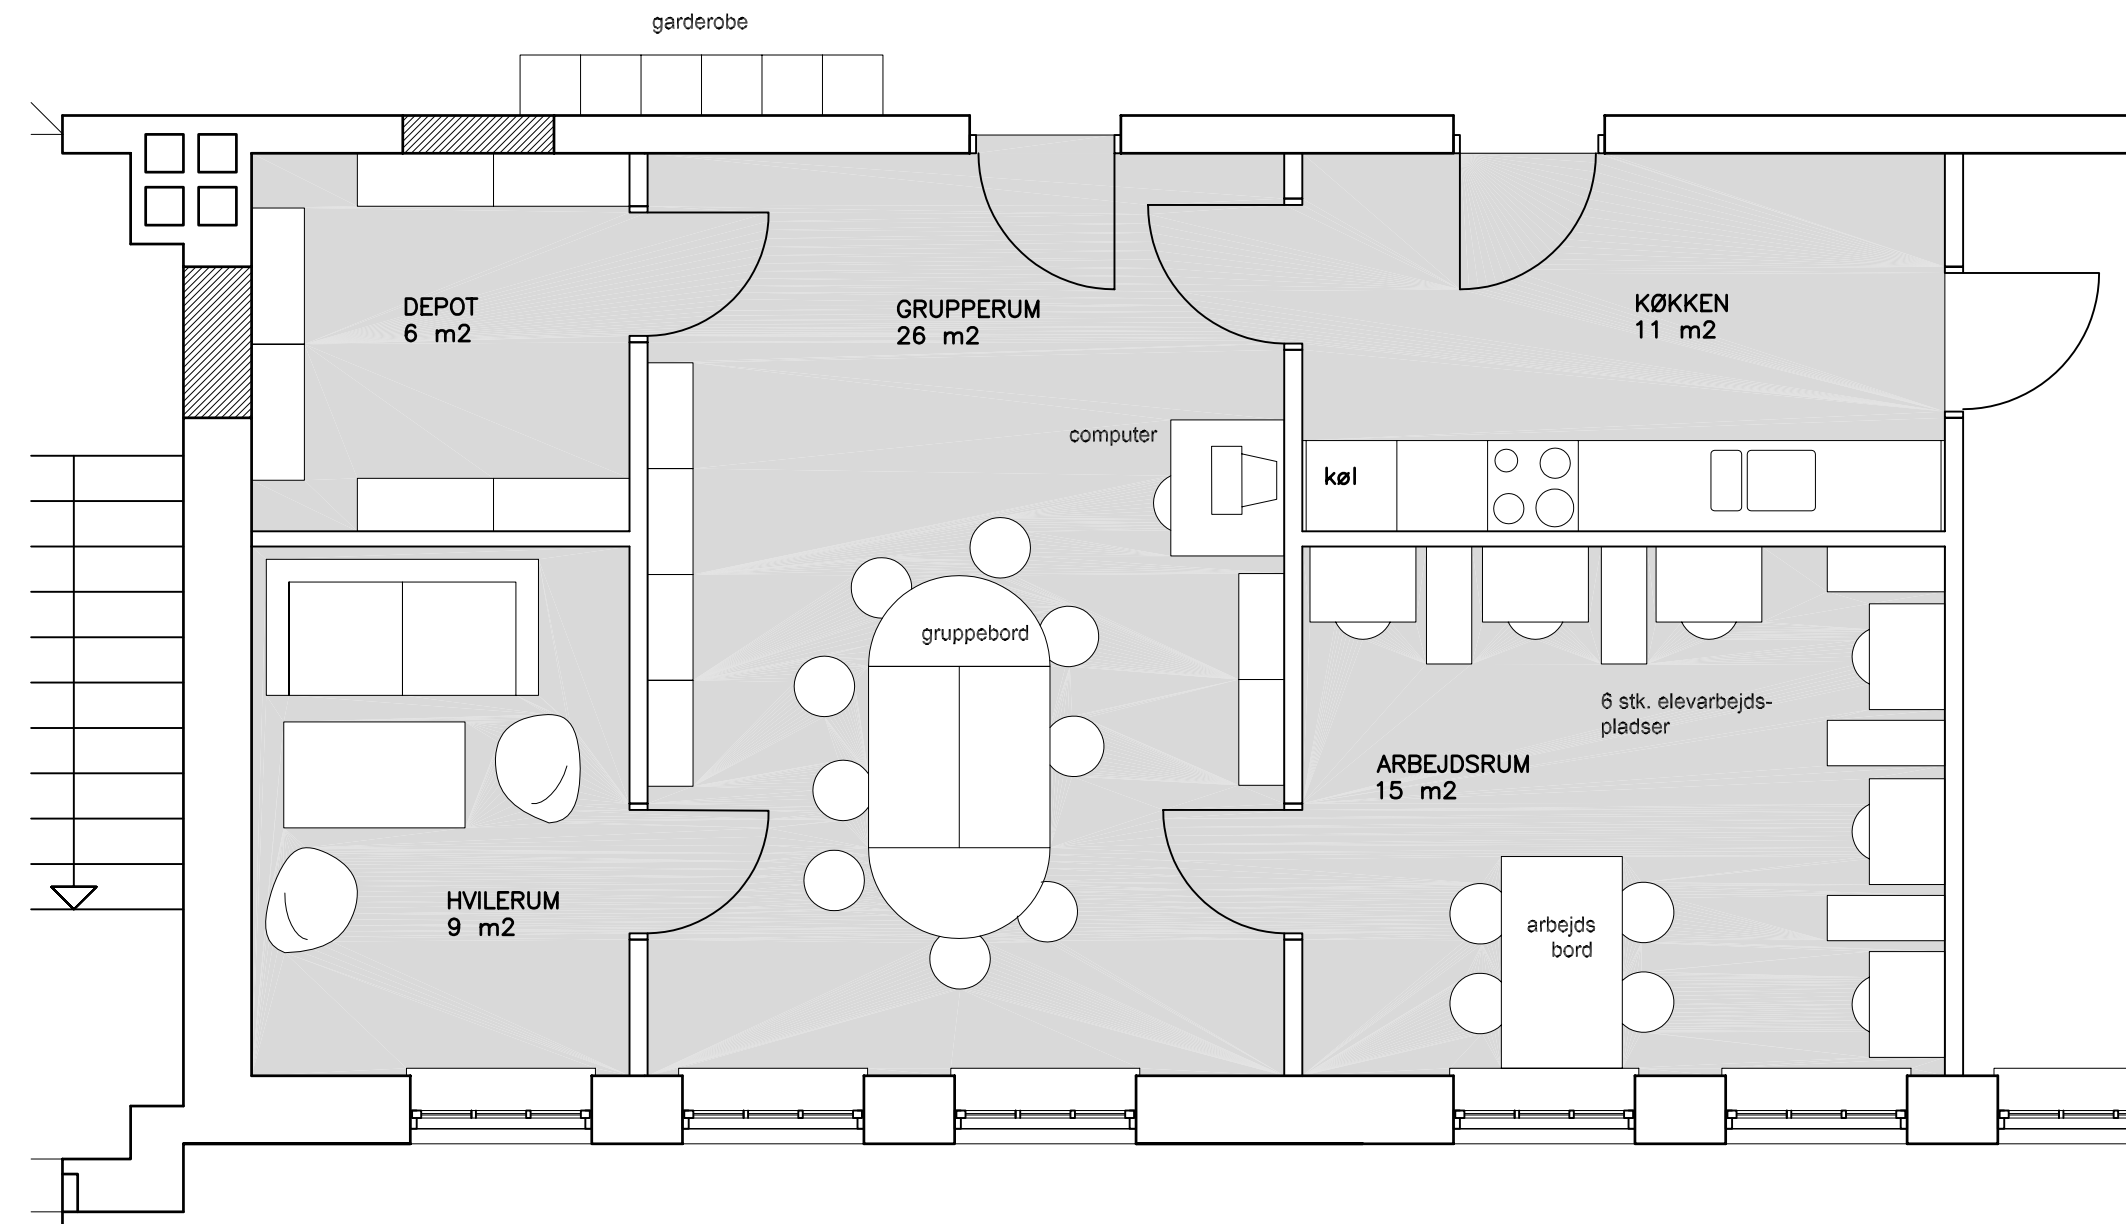 garderobe
DEPOT
6 m2
GRUPPERUM
26 m2
KØKKEN
11 m2
computer
køl
gruppebord
6 stk. elevarbejds-
pladser
ARBEJDSRUM
15 m2
HVILERUM
9 m2
arbejds
bord